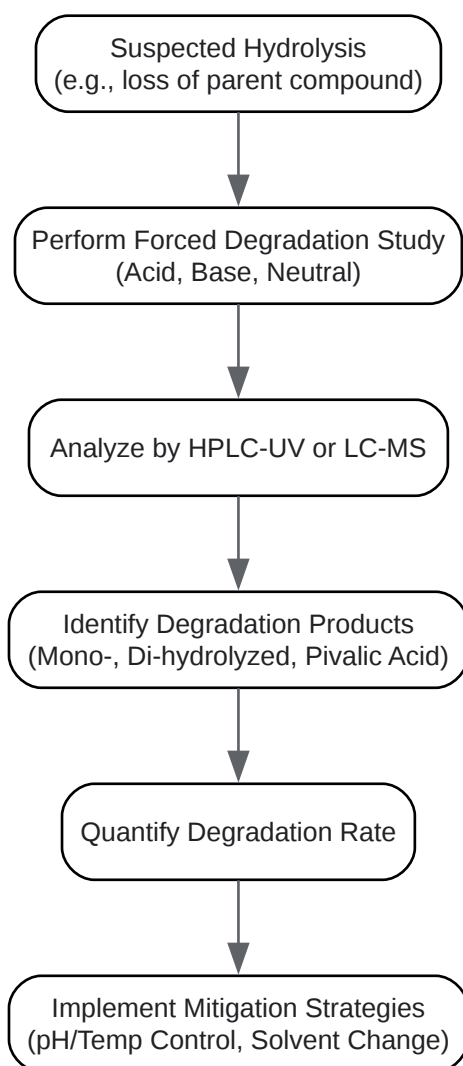 Suspected Hydrolysis
(e.g., loss of parent compound)
Perform Forced Degradation Study
(Acid, Base, Neutral)
Analyze by HPLC-UV or LC-MS
Identify Degradation Products
(Mono-, Di-hydrolyzed, Pivalic Acid)
Quantify Degradation Rate
Implement Mitigation Strategies
(pH/Temp Control, Solvent Change)